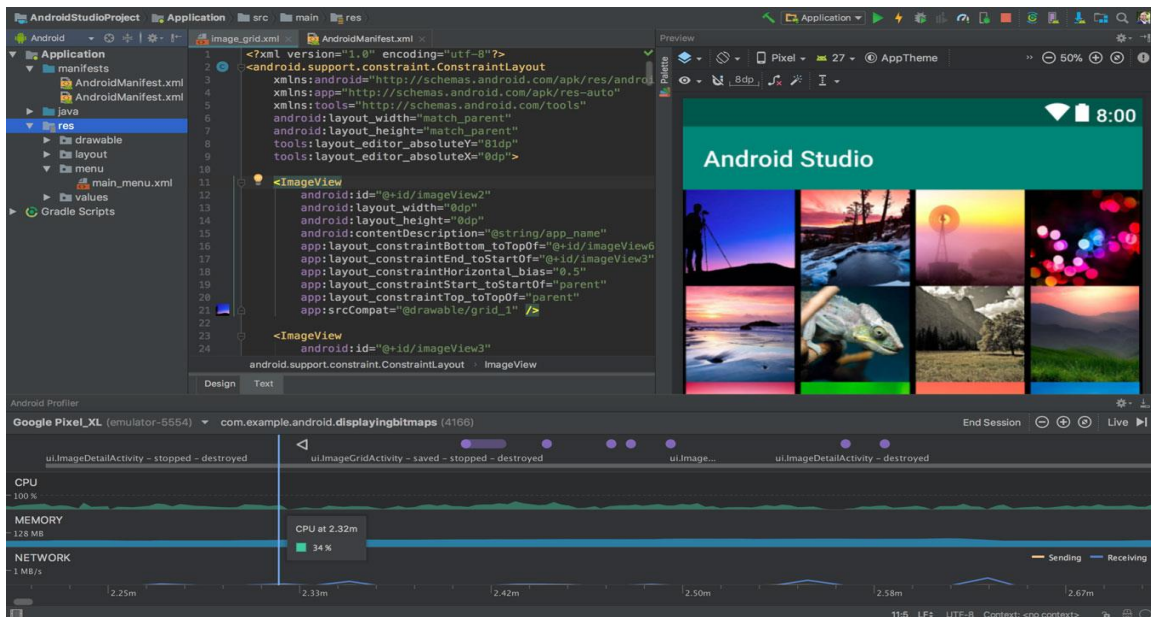 AndroidStudioProject Application src main res
Application
Android
image_grid.xml AndroidManifest.xml
Application
manifests
AndroidManifest.xml
AndroidManifest.xml
java
res
drawable
layout
menu
main_menu.xml
values
Gradle Scripts
1 <?xml version="1.0" encoding="utf-8"?>
2 <android.support.constraint.ConstraintLayout
3 xmlns:android="http://schemas.android.com/apk/res/androi
4 xmlns:app="http://schemas.android.com/apk/res-auto"
5 xmlns:tools="http://schemas.android.com/tools"
6 android:layout_width="match_parent"
7 android:layout_height="match_parent"
8 tools:layout_editor_absoluteY="81dp"
9 tools:layout_editor_absoluteX="0dp">
10
11 <ImageView
12 android:id="@+id/imageView2"
13 android:layout_width="0dp"
14 android:layout_height="0dp"
15 android:contentDescription="@string/app_name"
16 app:layout_constraintBottom_toTopOf="@+id/imageView6
17 app:layout_constraintEnd_toStartOf="@+id/imageView3"
18 app:layout_constraintHorizontal_bias="0.5"
19 app:layout_constraintStart_toStartOf="parent"
20 app:layout_constraintTop_toTopOf="parent"
21 app:srcCompat="@drawable/grid_1" />
22
23 <ImageView
24 android:id="@+id/imageView3"
android.support.constraint.ConstraintLayout › ImageView
Design Text
Preview
Palette
Pixel 27 AppTheme » 50%
8dp
8:00
Android Studio
Android Profiler
Google Pixel_XL (emulator-5554) com.example.android.displayingbitmaps (4166) End Session Live
ui.ImageDetailActivity – stopped – destroyed ui.ImageGridActivity – saved – stopped – destroyed ui.Image... ui.ImageDetailActivity – destroyed
CPU
100 %
MEMORY
128 MB
CPU at 2.32m
34 %
NETWORK
1 MB/s
Sending Receiving
2.25m 2.33m 2.42m 2.50m 2.58m 2.67m
11:5 LF÷ UTF-8 Context: <no context>